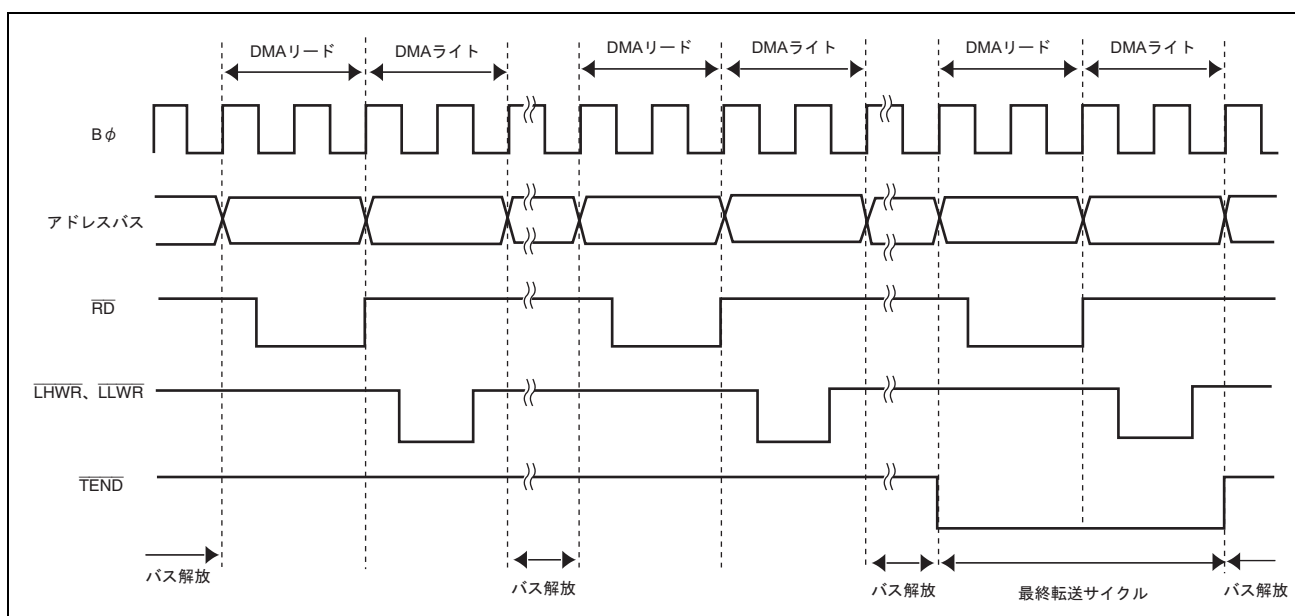 DMAリード DMAライト DMAリード DMAライト DMAリード DMAライト
Bφ
アドレスバス
RD
LHWR、LLWR
TEND
バス解放 バス解放 バス解放 最終転送サイクル バス解放